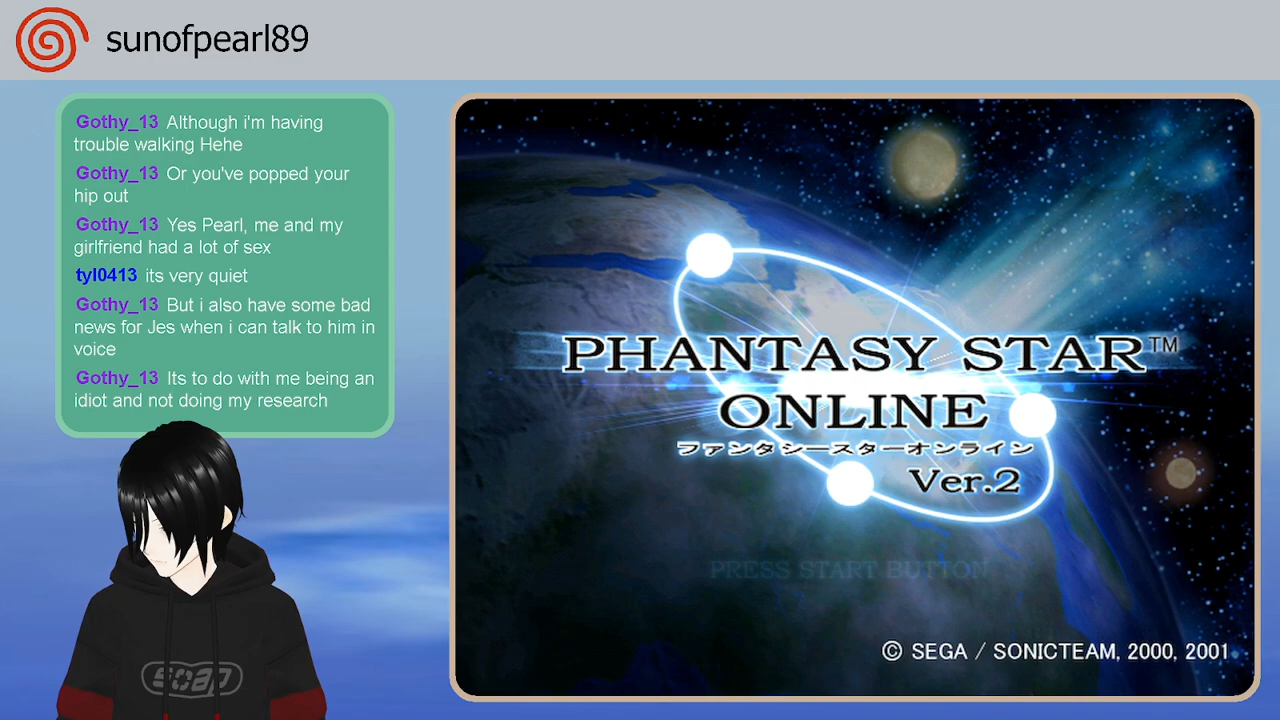 sunofpearl89
Gothy_13 Although i'm having
trouble walking Hehe
Gothy_13 Or you've popped your
hip out
Gothy_13 Yes Pearl, me and my
girlfriend had a lot of sex
tyl0413 its very quiet
Gothy_13 But i also have some bad
news for Jes when i can talk to him in
voice
Gothy_13 Its to do with me being an
idiot and not doing my research
soap
PHANTASY STAR™
ONLINE
ファンタシースターオンライン
Ver.2
PRESS START BUTTON
© SEGA / SONICTEAM, 2000, 2001